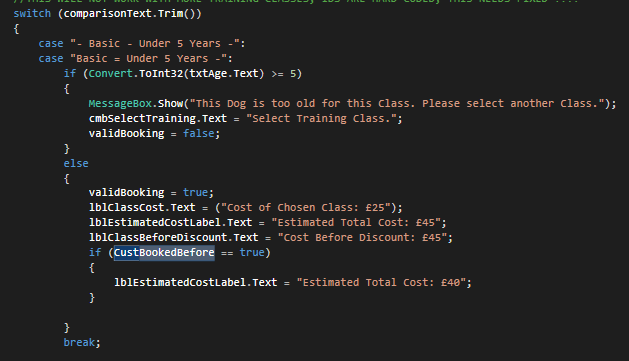 //THIS WILL NOT WORK WITH MORE TRAINING CLASSES, IDS ARE HARD CODED, THIS NEEDS FIXED ....
switch (comparisonText.Trim())
{
case "- Basic - Under 5 Years -":
case "Basic = Under 5 Years -":
if (Convert.ToInt32(txtAge.Text) >= 5)
{
MessageBox.Show("This Dog is too old for this Class. Please select another Class.");
cmbSelectTraining.Text = "Select Training Class.";
validBooking = false;
}
else
{
validBooking = true;
lblClassCost.Text = ("Cost of Chosen Class: £25");
lblEstimatedCostLabel.Text = "Estimated Total Cost: £45";
lblClassBeforeDiscount.Text = "Cost Before Discount: £45";
if (CustBookedBefore == true)
{
lblEstimatedCostLabel.Text = "Estimated Total Cost: £40";
}
}
break;